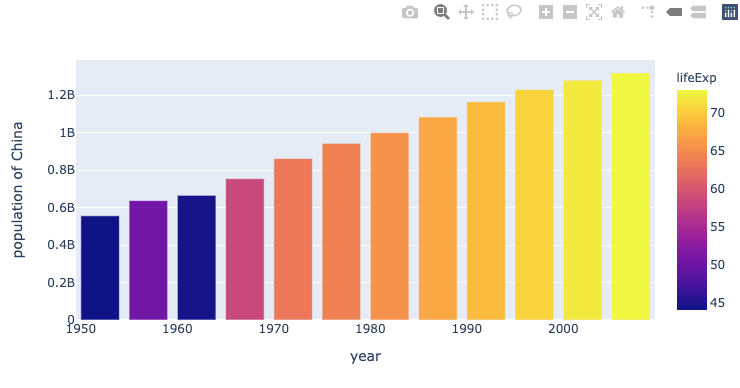 lifeExp
1.2B
1B
0.8B
0.6B
0.4B
0.2B
0
population of China
1950
1960
1970
1980
1990
2000
year
70
65
60
55
50
45